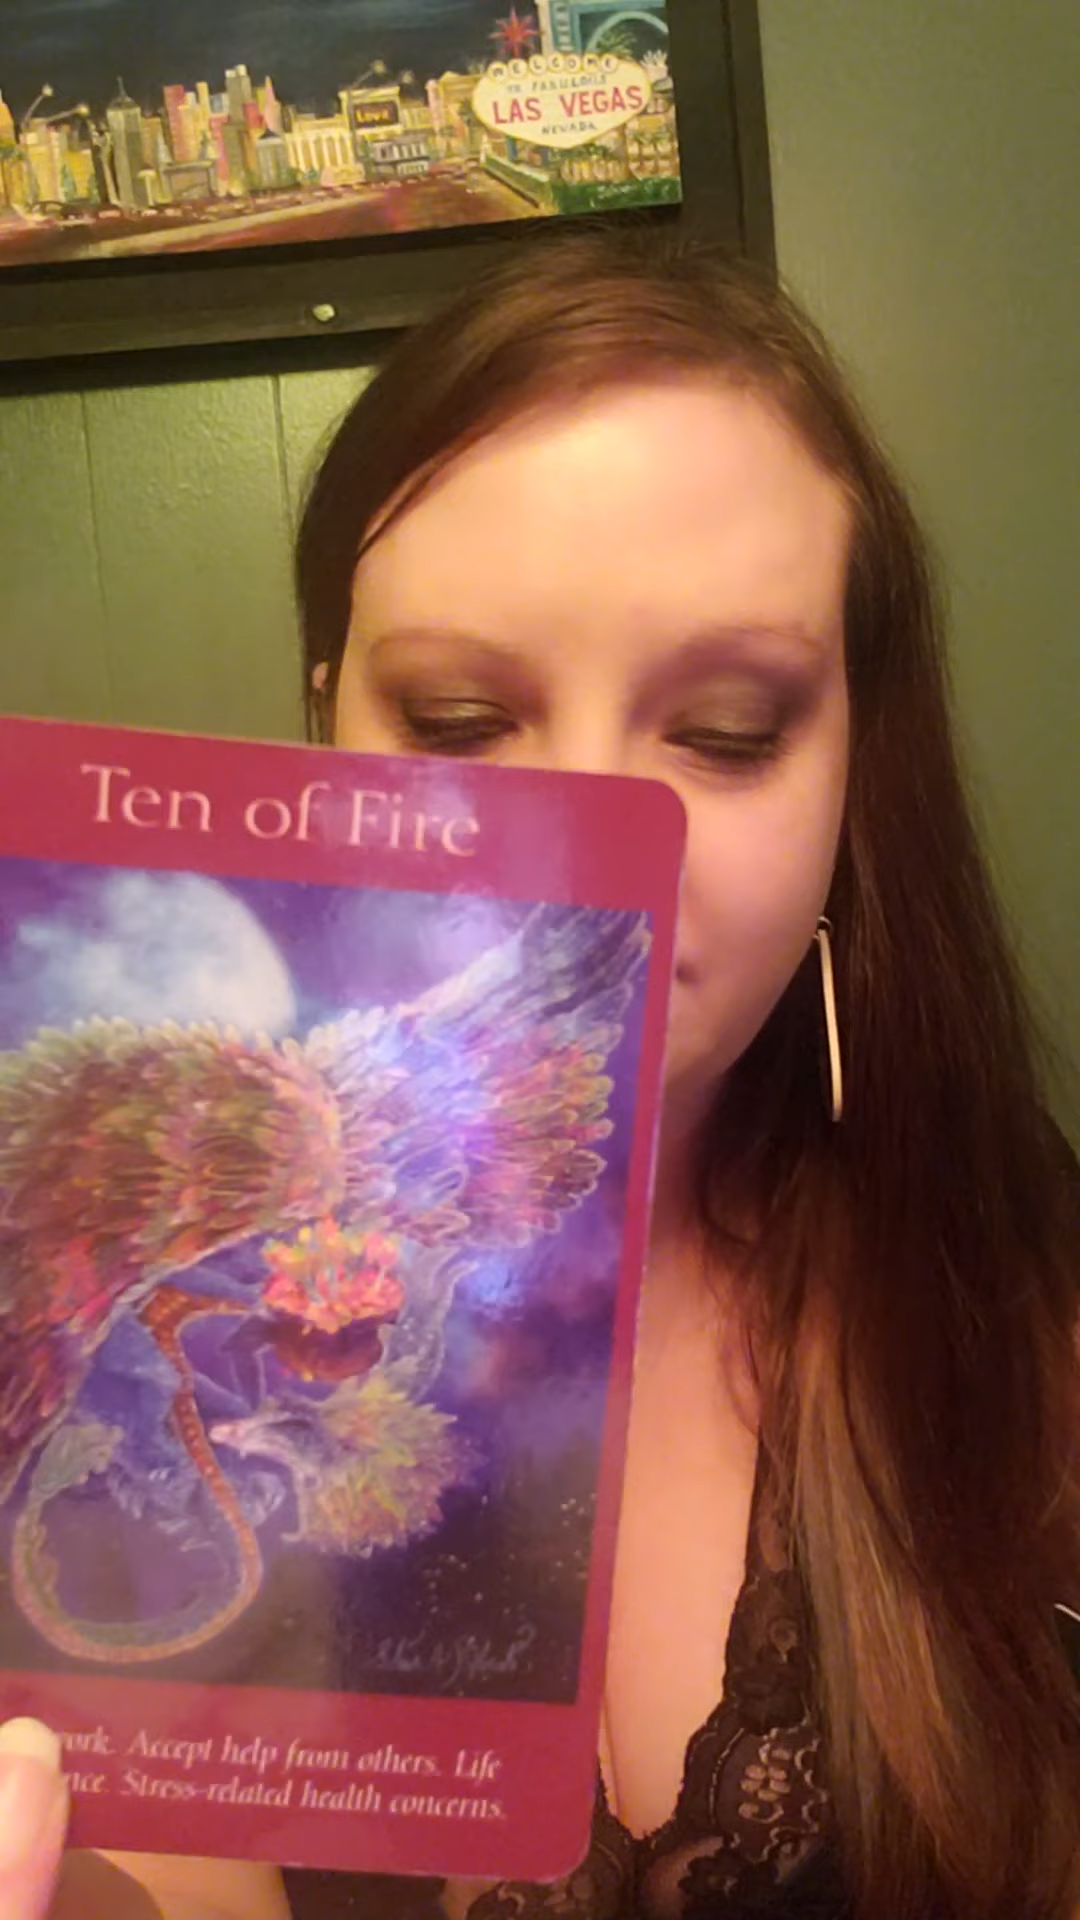 WELCOME
TO FABULOUS
LAS VEGAS
NEVADA
Love
Ten of Fire
work. Accept help from others. Life
nce. Stress-related health concerns.